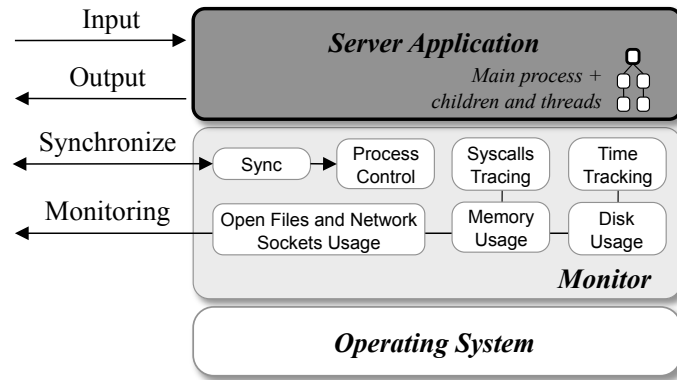 Input
Output
Synchronize
Monitoring
Server Application
Main process +
children and threads
Sync
Process
Control
Syscalls
Tracing
Time
Tracking
Open Files and Network
Sockets Usage
Memory
Usage
Disk
Usage
Monitor
Operating System